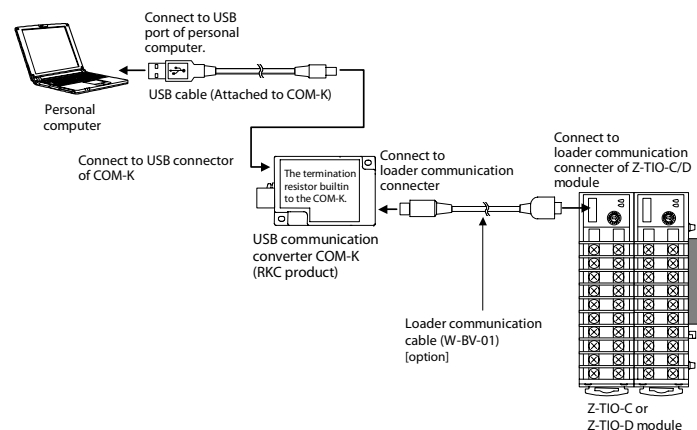 Connect to USB
port of personal
computer.
USB cable (Attached to COM-K)
Personal
computer
Connect to USB connector
of COM-K
The termination
resistor builtin
to the COM-K.
Connect to
loader communication
connecter
USB communication
converter COM-K
(RKC product)
Connect to
loader communication
connecter of Z-TIO-C/D
module
Loader communication
cable (W-BV-01)
[option]
Z-TIO-C or
Z-TIO-D module